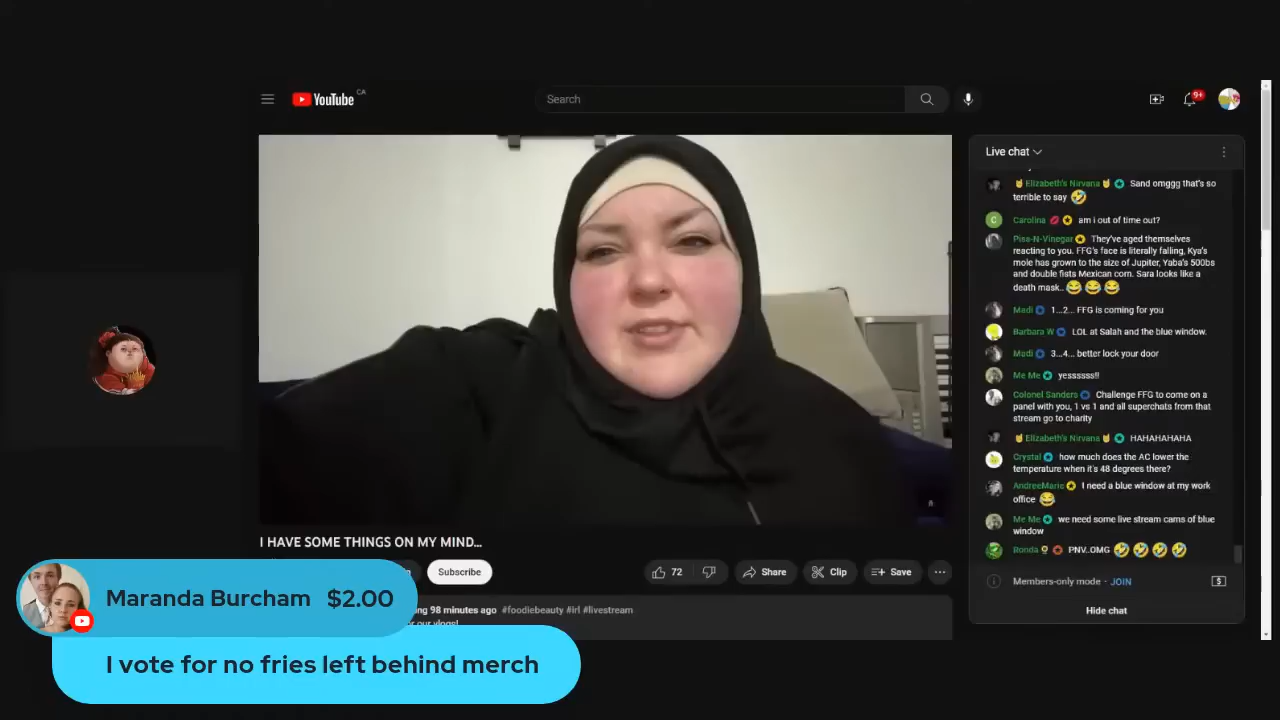 YouTube CA
Search
9+
Live chat
Elizabeth's Nirvana Sand omggg that's so
terrible to say 🤣
C
Carolina 💋 am i out of time out?
Piss-N-Vinegar They've aged themselves
reacting to you. FFG's face is literally falling, Kya's
mole has grown to the size of Jupiter, Yaba's 500bs
and double fists Mexican corn. Sara looks like a
death mask.. 😂😂😂
Madi 1...2... FFG is coming for you
Barbara W LOL at Salah and the blue window.
Madi 3...4... better lock your door
Me Me yessssss!!
Colonel Sanders Challenge FFG to come on a
panel with you, 1 vs 1 and all superchats from that
stream go to charity
Elizabeth's Nirvana HAHAHAHAHA
Crystal how much does the AC lower the
temperature when it's 48 degrees there?
AndreeMarie I need a blue window at my work
office 😂
Me Me we need some live stream cams of blue
window
Ronda PNV..OMG 🤣🤣🤣🤣
Members-only mode - JOIN
Hide chat
I HAVE SOME THINGS ON MY MIND...
Subscribe
72
Share
Clip
Save
98 minutes ago #foodiebeauty #irl #livestream
our vlogs!
Maranda Burcham $2.00
I vote for no fries left behind merch